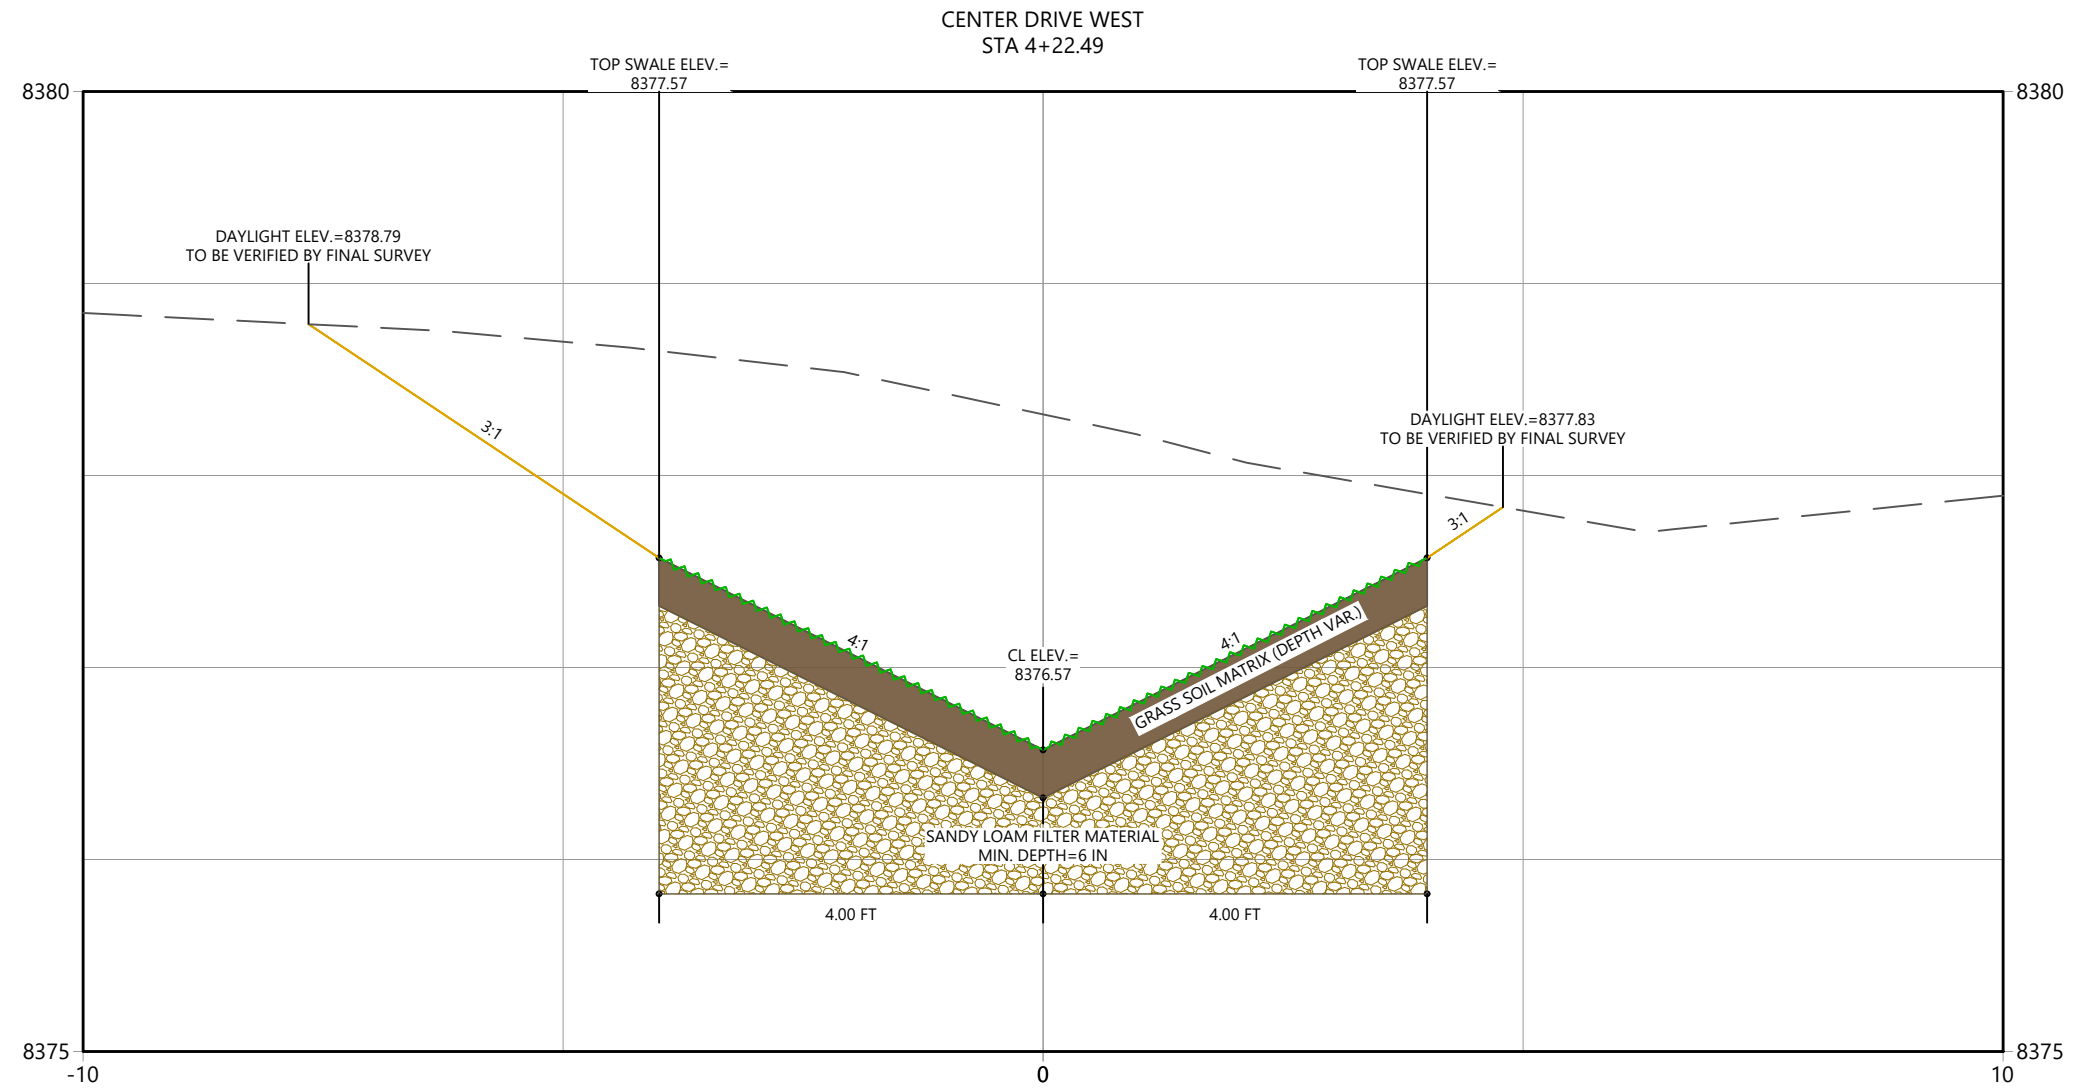 CENTER DRIVE WEST
STA 4+22.49
TOP SWALE ELEV.=
8377.57
TOP SWALE ELEV.=
8377.57
8380
8380
DAYLIGHT ELEV.=8378.79
TO BE VERIFIED BY FINAL SURVEY
DAYLIGHT ELEV.=8377.83
TO BE VERIFIED BY FINAL SURVEY
3:1
3:1
4:1
4:1
GRASS SOIL MATRIX (DEPTH VAR.)
CL ELEV.=
8376.57
SANDY LOAM FILTER MATERIAL
MIN. DEPTH=6 IN
4.00 FT
4.00 FT
8375
8375
-10
0
10